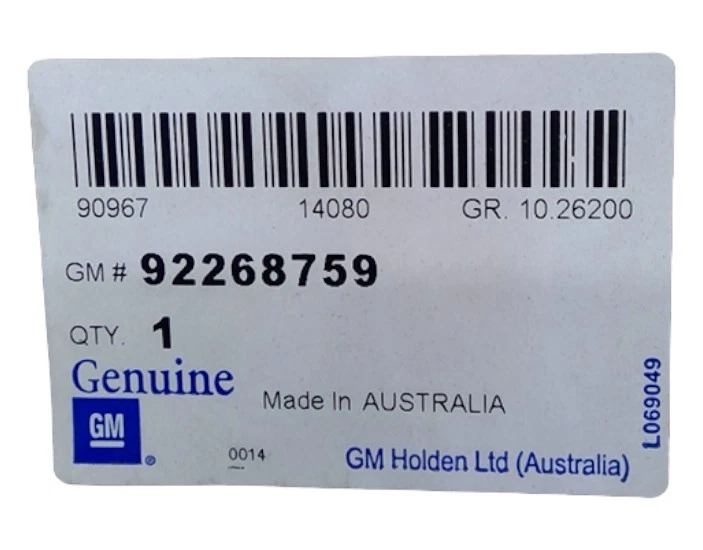 90967 14080 GR. 10.26200
GM # 92268759
QTY. 1
Genuine
Made In AUSTRALIA
GM ®
0014
GM Holden Ltd (Australia)
L069049